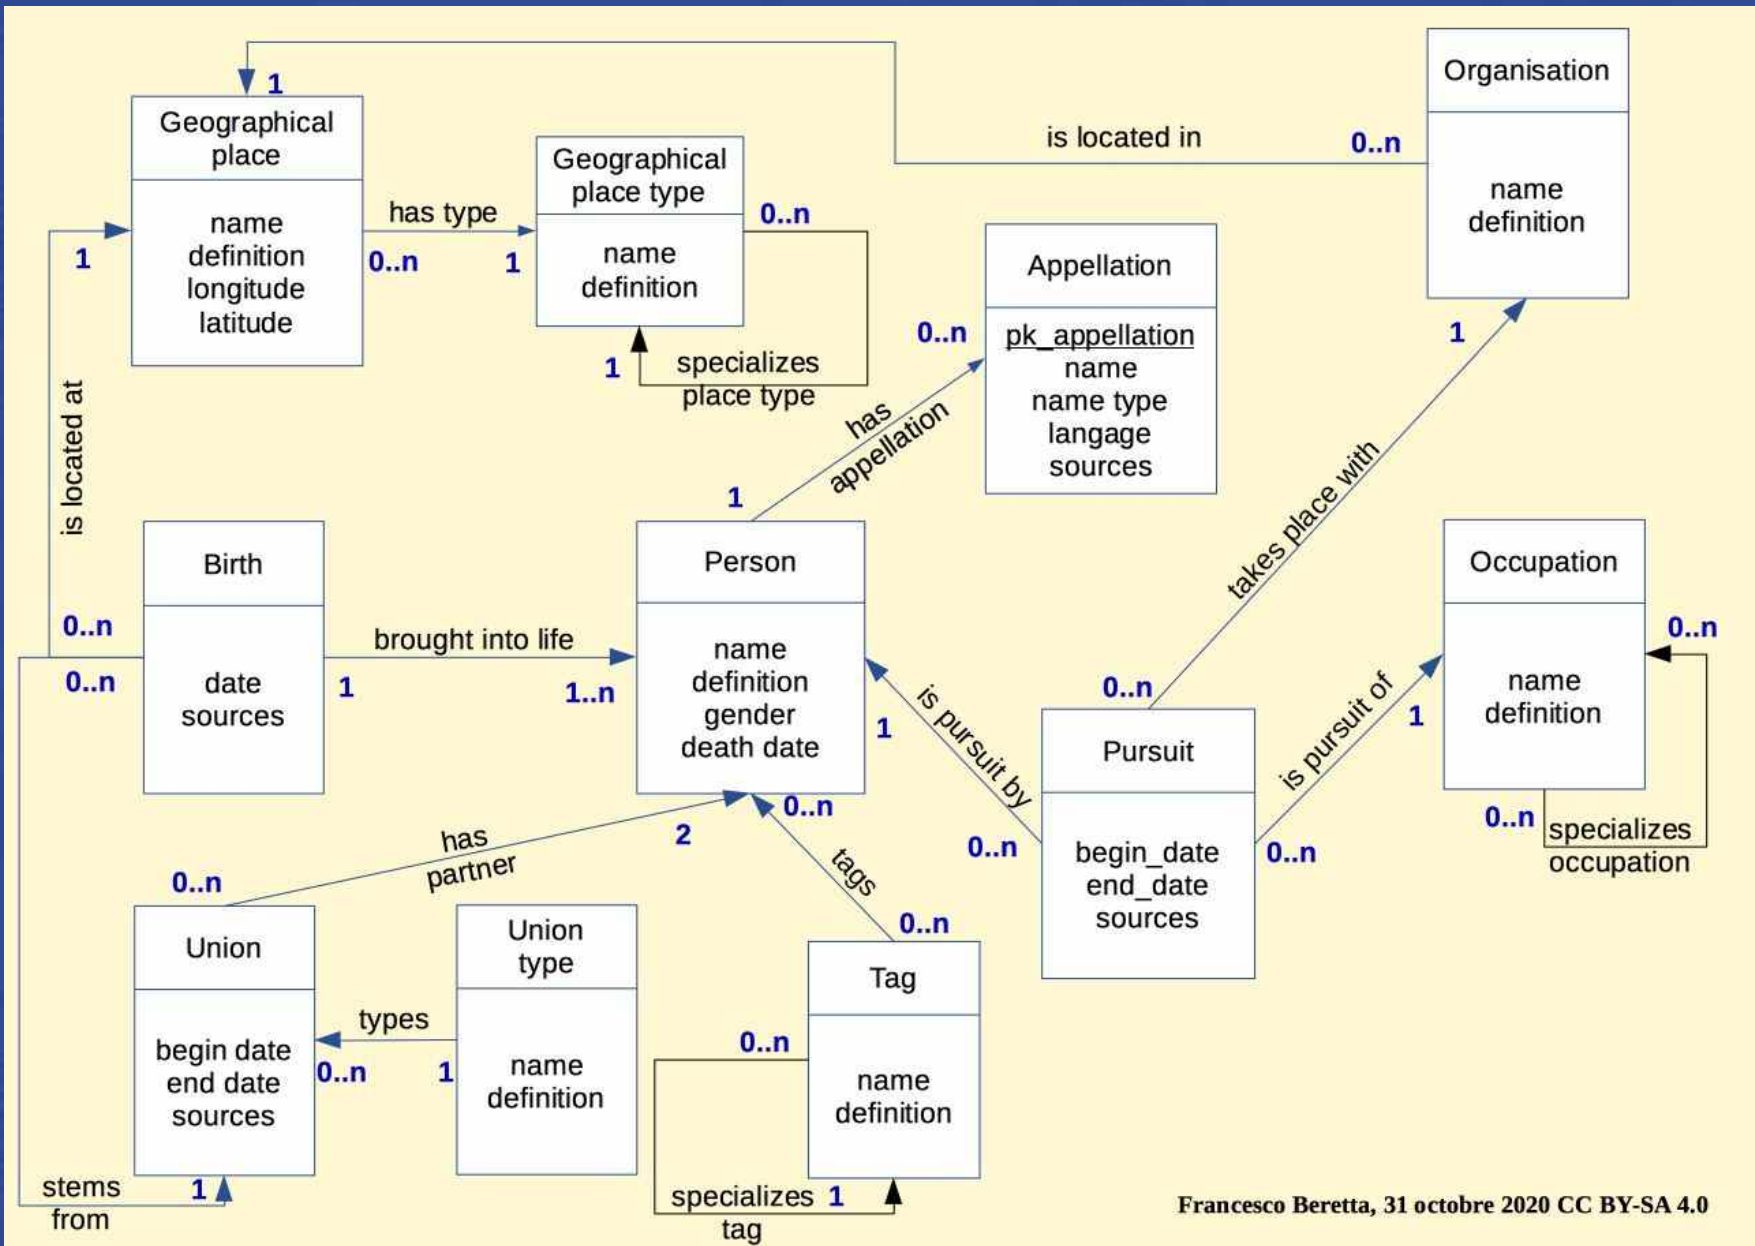 1
Geographical
place
name
definition
longitude
latitude
has type
0..n
1
Geographical
place type
name
definition
0..n
1
specializes
place type
is located in
0..n
Organisation
name
definition
1
1
is located at
0..n
Appellation
pk_appellation
name
name type
langage
sources
0..n
has
appellation
1
takes place with
1
0..n
Birth
date
sources
0..n
brought into life
1
1..n
Person
name
definition
gender
death date
is pursuit by
1
0..n
Pursuit
begin_date
end_date
sources
is pursuit of
1
0..n
Occupation
name
definition
0..n
0..n
specializes
occupation
has
partner
2
0..n
0..n
tags
0..n
Union
begin date
end date
sources
types
0..n
1
Union
type
name
definition
Tag
name
definition
0..n
specializes
tag
1
stems
from
1
Francesco Beretta, 31 octobre 2020 CC BY-SA 4.0